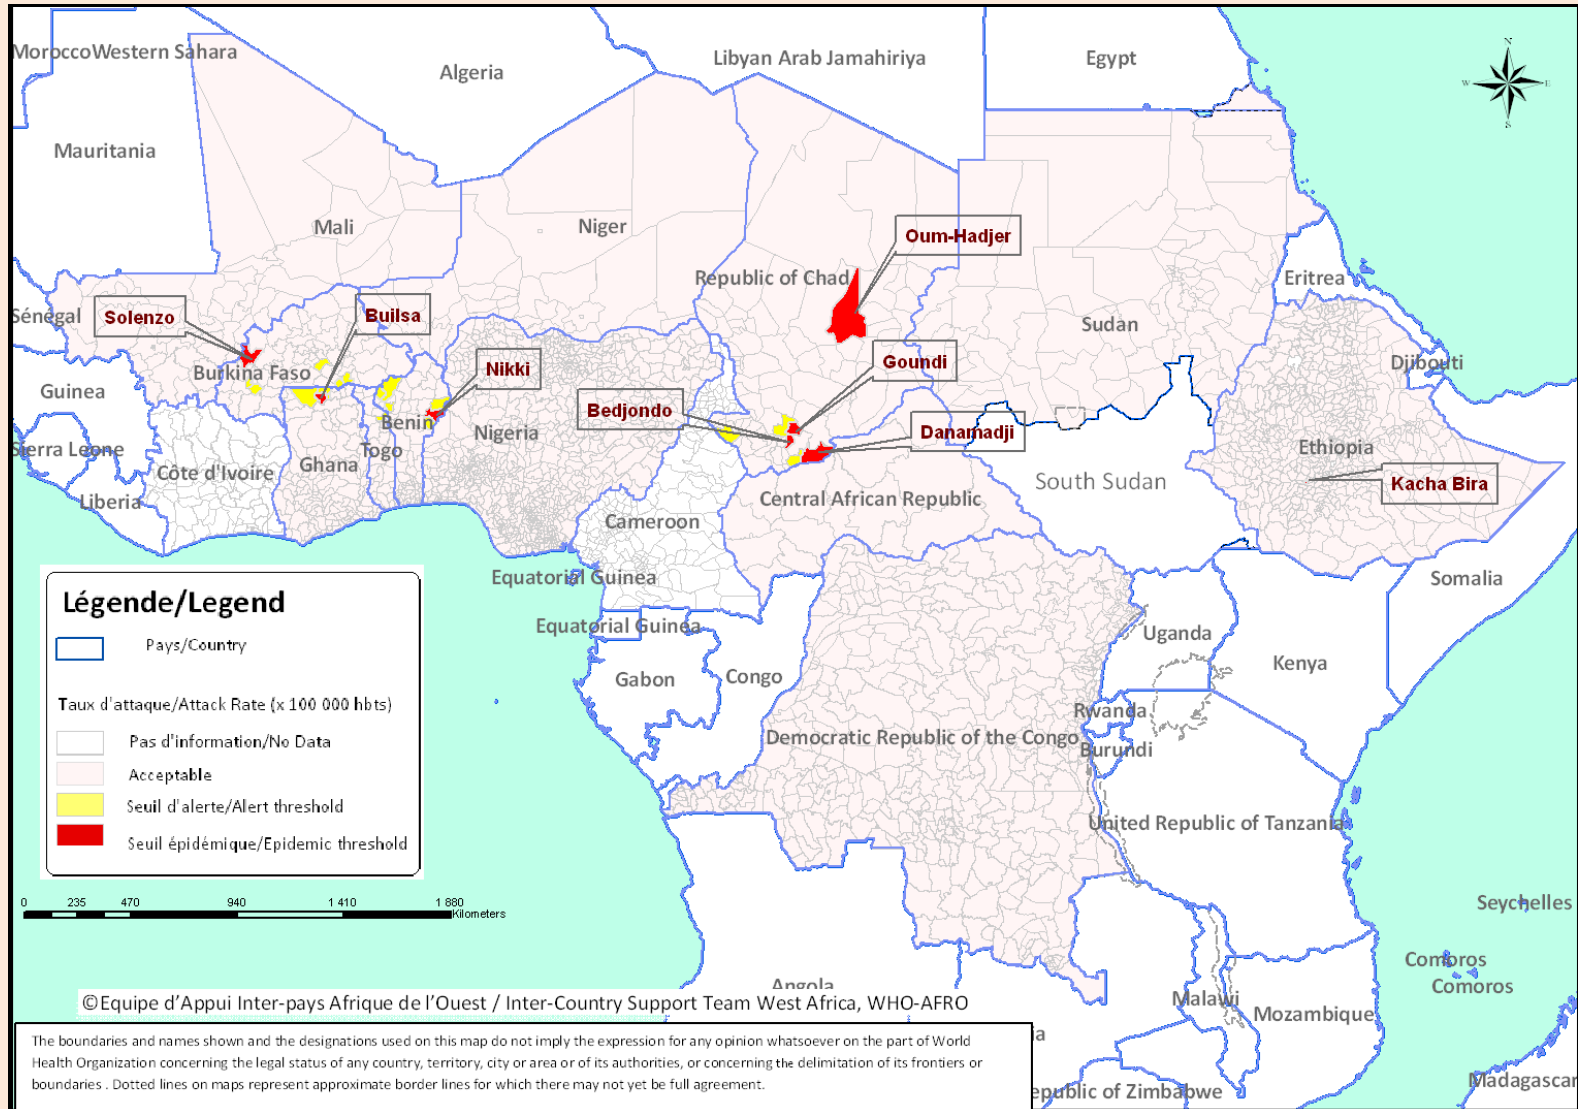 Morocco
Western Sahara
Algeria
Libyan Arab Jamahiriya
Egypt
N
W
E
S
Mauritania
Mali
Niger
Oum-Hadjer
Republic of Chad
Eritrea
Sénégal
Solenzo
Builsa
Sudan
Burkina Faso
Nikki
Goundi
Djibouti
Guinea
Bedjondo
Benin
Nigeria
Danamadji
Sierra Leone
Côte d'Ivoire
Ghana
Togo
Ethiopia
Kacha Bira
Liberia
South Sudan
Central African Republic
Cameroon
Equatorial Guinea
Somalia
Equatorial Guinea
Uganda
Kenya
Gabon
Congo
Rwanda
Democratic Republic of the Congo
Burundi
United Republic of Tanzania
Seychelles
Comoros
Comoros
Angola
Malawi
Mozambique
ia
epublic of Zimbabwe
Madagascar
Légende/Legend
Pays/Country
Taux d'attaque/Attack Rate (x 100 000 hbts)
Pas d'information/No Data
Acceptable
Seuil d'alerte/Alert threshold
Seuil épidémique/Epidemic threshold
0 235 470 940 1 410 1 880
Kilometers
©Equipe d'Appui Inter-pays Afrique de l'Ouest / Inter-Country Support Team West Africa, WHO-AFRO
The boundaries and names shown and the designations used on this map do not imply the expression for any opinion whatsoever on the part of World
Health Organization concerning the legal status of any country, territory, city or area or of its authorities, or concerning the delimitation of its frontiers or
boundaries . Dotted lines on maps represent approximate border lines for which there may not yet be full agreement.